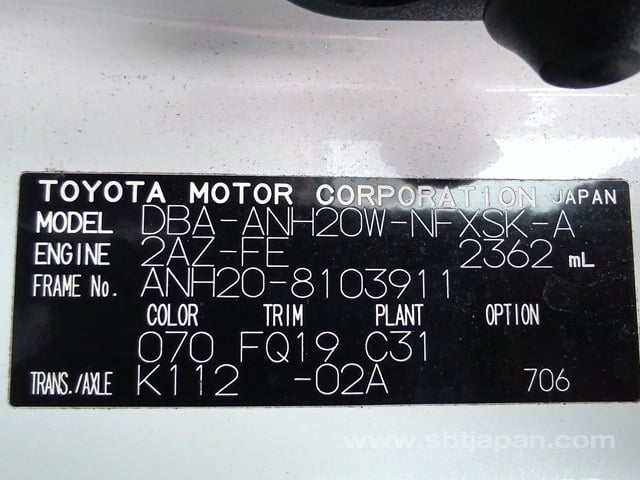 TOYOTA MOTOR CORPORATION JAPAN
MODEL DBA-ANH20W-NFXSK-A
ENGINE 2AZ-FE 2362 mL
FRAME No. ANH20-8103911
COLOR TRIM PLANT OPTION
070 FQ19 C31
TRANS./AXLE K112 -02A 706
www.sbtjapan.com